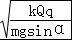 √(kQq / mgsinα)